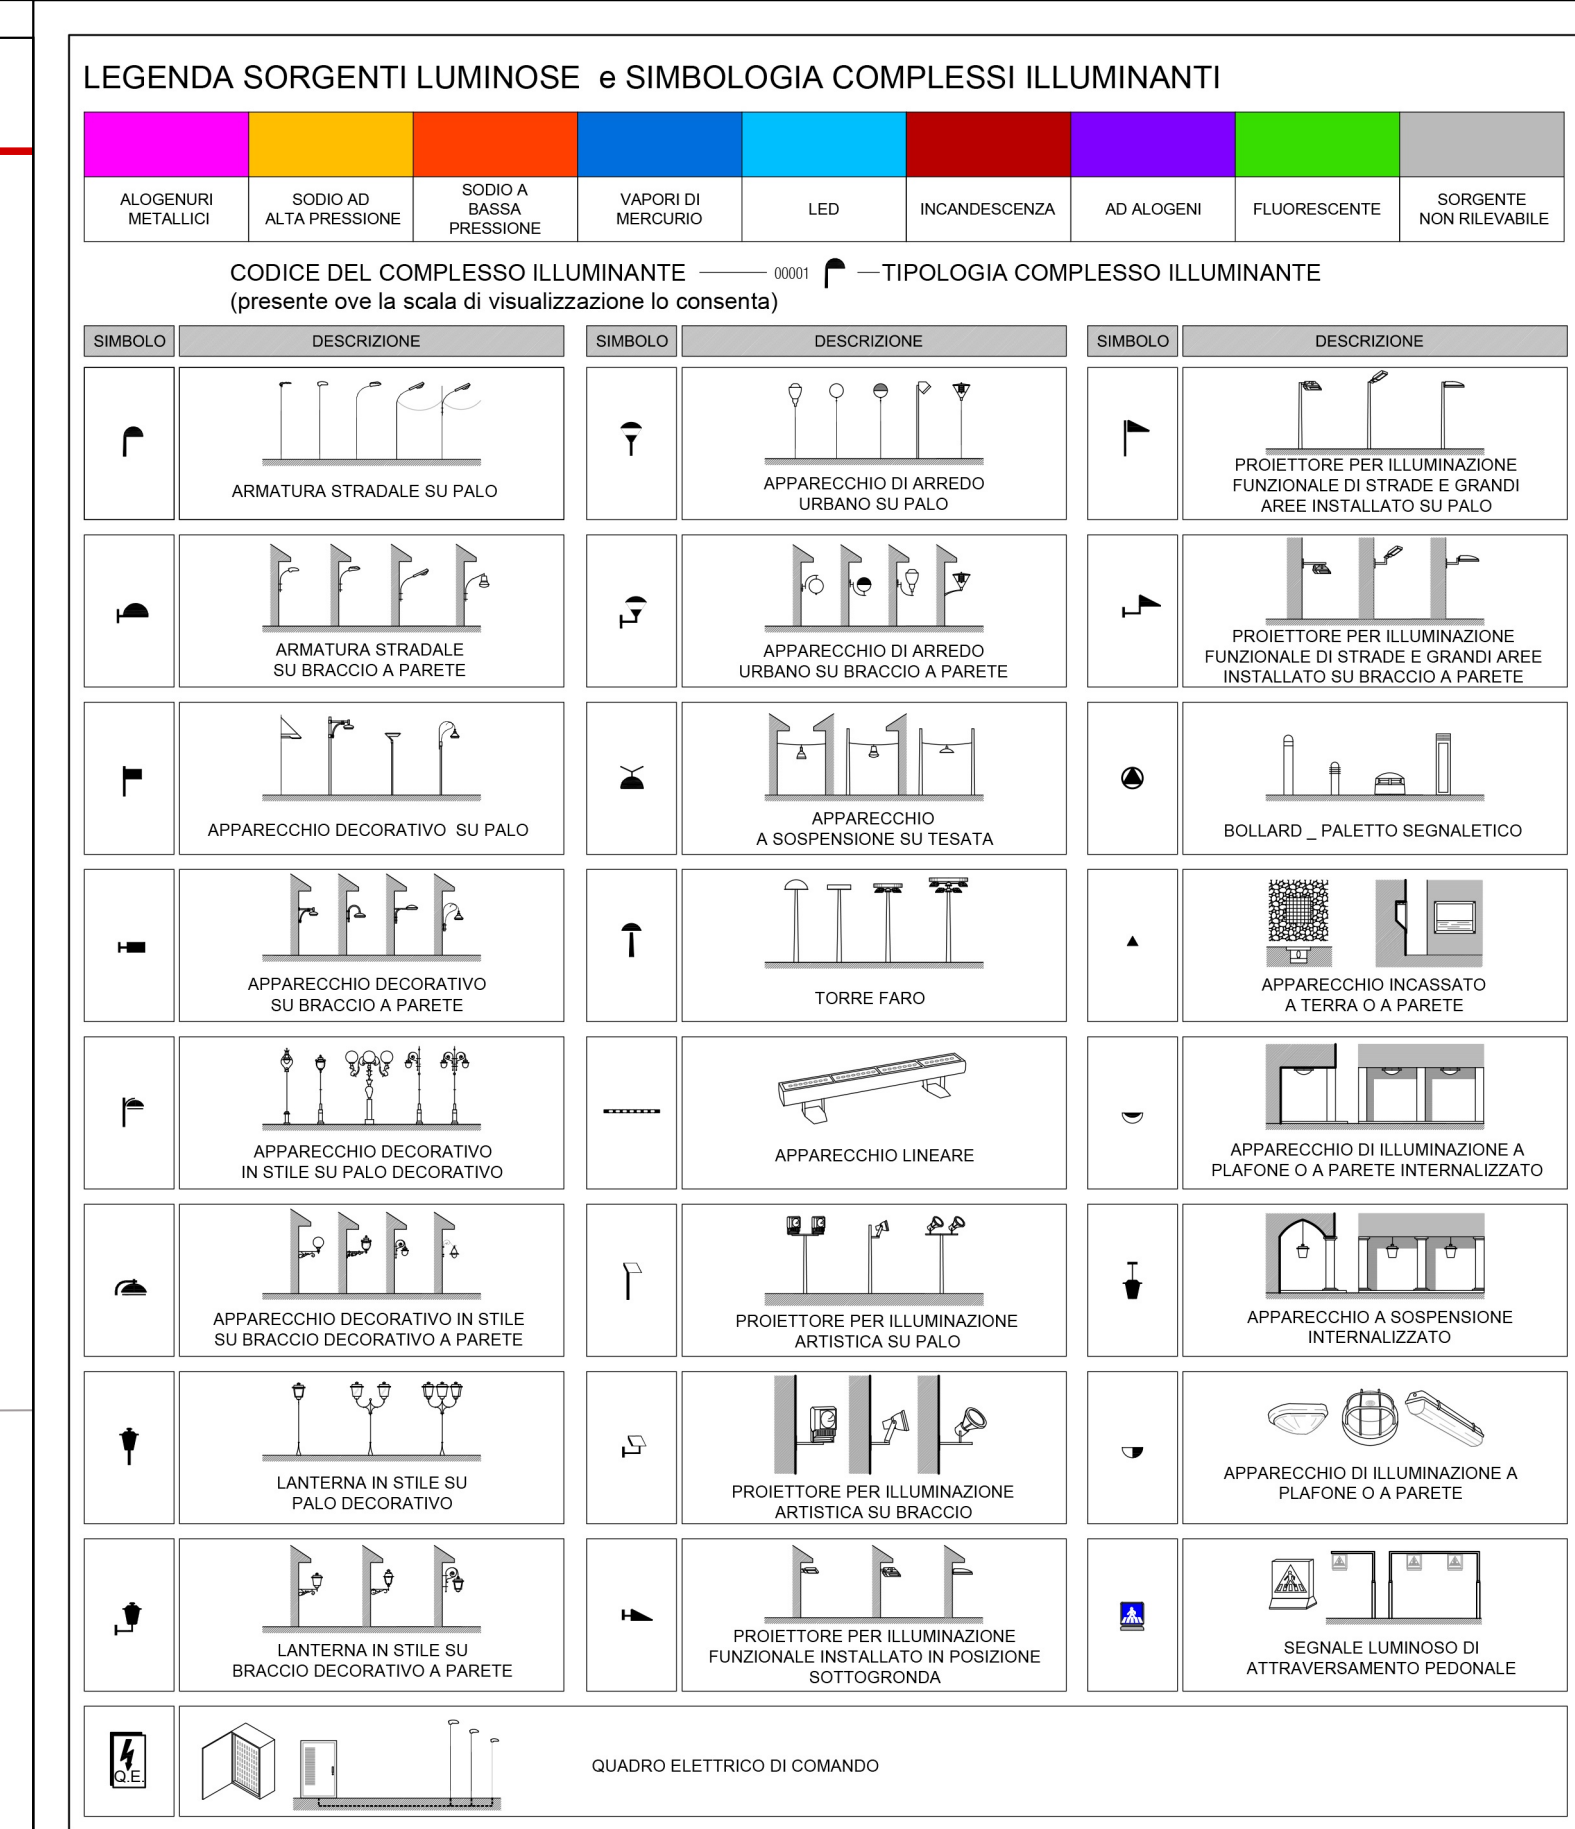 LEGENDA SORGENTI LUMINOSE e SIMBOLOGIA COMPLESSI ILLUMINANTI
ALOGENURI
METALLICI
SODIO AD
ALTA PRESSIONE
SODIO A
BASSA
PRESSIONE
VAPORI DI
MERCURIO
LED
INCANDESCENZA
AD ALOGENI
FLUORESCENTE
SORGENTE
NON RILEVABILE
CODICE DEL COMPLESSO ILLUMINANTE 00001 TIPOLOGIA COMPLESSO ILLUMINANTE
(presente ove la scala di visualizzazione lo consenta)
SIMBOLO DESCRIZIONE SIMBOLO DESCRIZIONE SIMBOLO DESCRIZIONE
ARMATURA STRADALE SU PALO
APPARECCHIO DI ARREDO
URBANO SU PALO
PROIETTORE PER ILLUMINAZIONE
FUNZIONALE DI STRADE E GRANDI
AREE INSTALLATO SU PALO
ARMATURA STRADALE
SU BRACCIO A PARETE
APPARECCHIO DI ARREDO
URBANO SU BRACCIO A PARETE
PROIETTORE PER ILLUMINAZIONE
FUNZIONALE DI STRADE E GRANDI AREE
INSTALLATO SU BRACCIO A PARETE
APPARECCHIO DECORATIVO SU PALO
APPARECCHIO
A SOSPENSIONE SU TESATA
BOLLARD _ PALETTO SEGNALETICO
APPARECCHIO DECORATIVO
SU BRACCIO A PARETE
TORRE FARO
APPARECCHIO INCASSATO
A TERRA O A PARETE
APPARECCHIO DECORATIVO
IN STILE SU PALO DECORATIVO
APPARECCHIO LINEARE
APPARECCHIO DI ILLUMINAZIONE A
PLAFONE O A PARETE INTERNALIZZATO
APPARECCHIO DECORATIVO IN STILE
SU BRACCIO DECORATIVO A PARETE
PROIETTORE PER ILLUMINAZIONE
ARTISTICA SU PALO
APPARECCHIO A SOSPENSIONE
INTERNALIZZATO
LANTERNA IN STILE SU
PALO DECORATIVO
PROIETTORE PER ILLUMINAZIONE
ARTISTICA SU BRACCIO
APPARECCHIO DI ILLUMINAZIONE A
PLAFONE O A PARETE
LANTERNA IN STILE SU
BRACCIO DECORATIVO A PARETE
PROIETTORE PER ILLUMINAZIONE
FUNZIONALE INSTALLATO IN POSIZIONE
SOTTOGRONDA
SEGNALE LUMINOSO DI
ATTRAVERSAMENTO PEDONALE
Q.E.
QUADRO ELETTRICO DI COMANDO